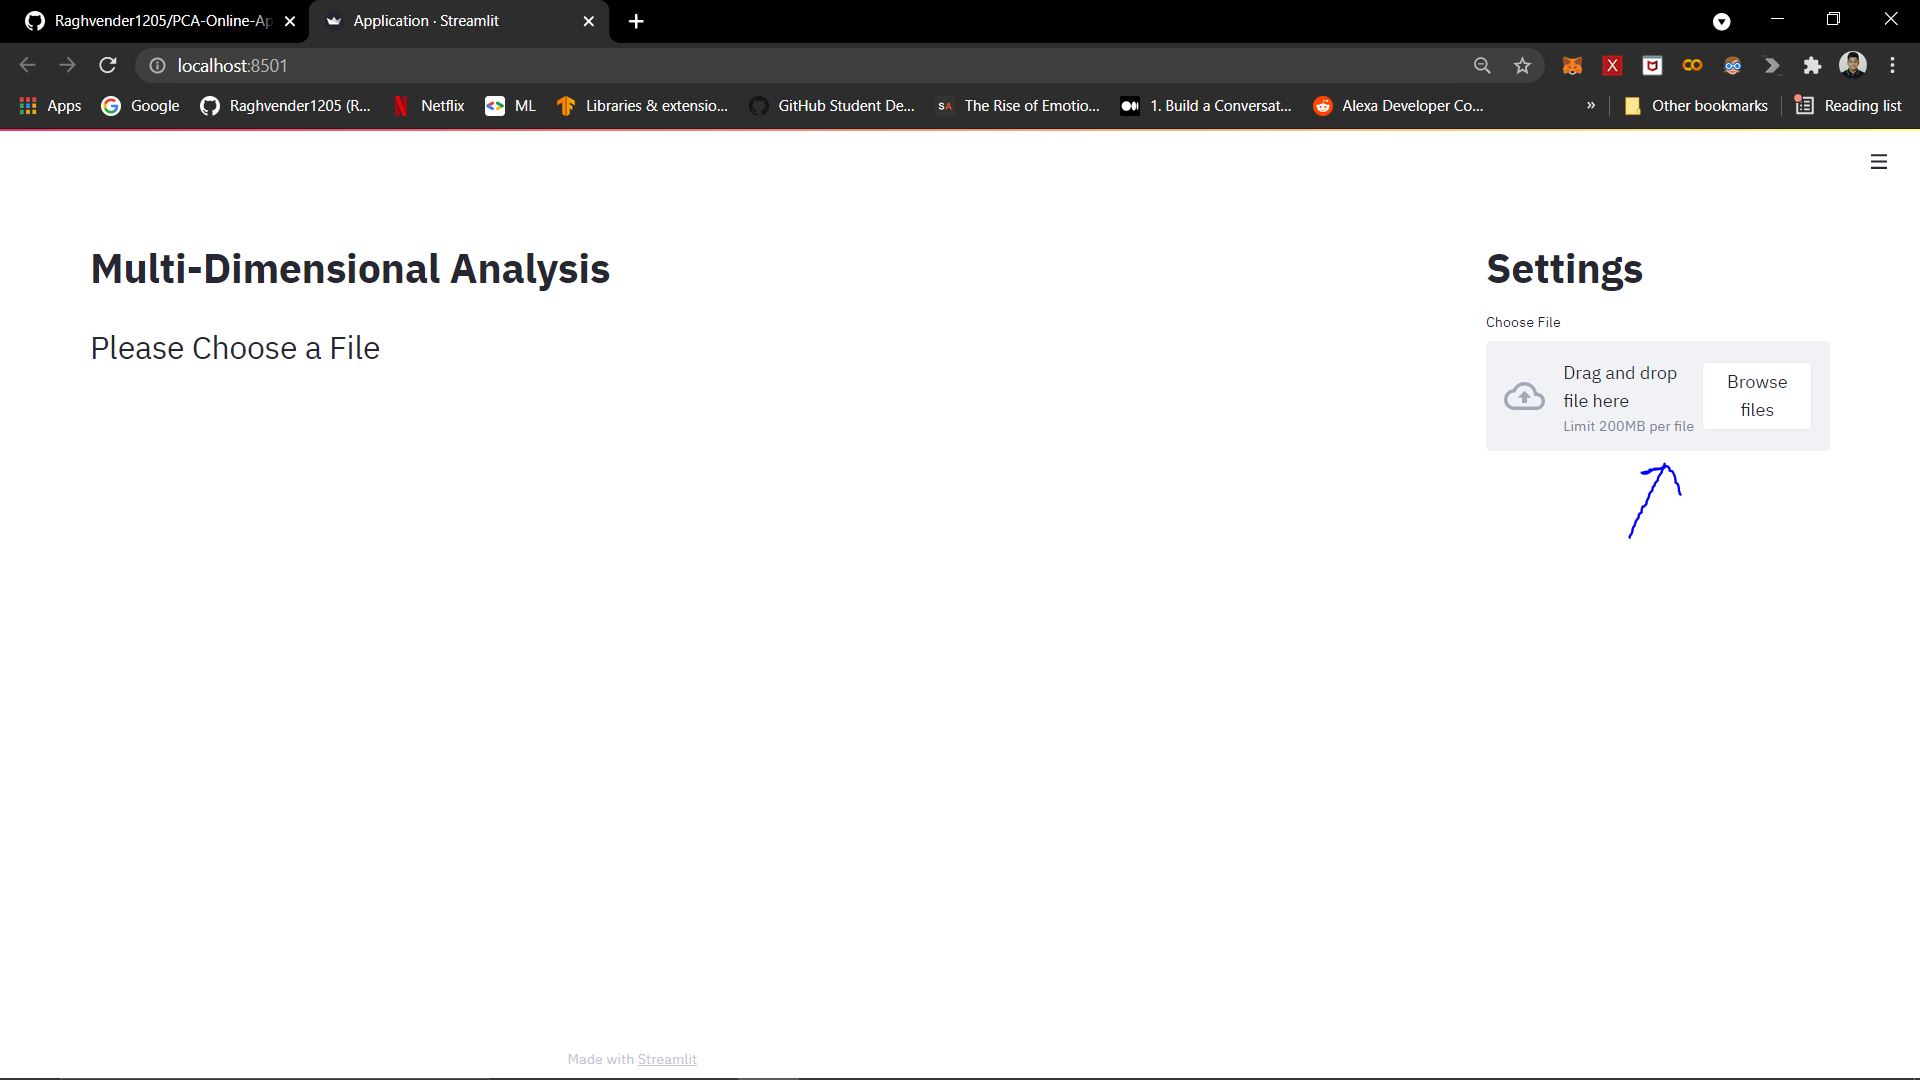 Raghvender1205/PCA-Online-Ap
Application · Streamlit
localhost:8501
Apps
Google
Raghvender1205 (R...
Netflix
ML
Libraries & extensio...
GitHub Student De...
SA
The Rise of Emotio...
1. Build a Conversat...
Alexa Developer Co...
»
Other bookmarks
Reading list
Multi-Dimensional Analysis
Please Choose a File
Settings
Choose File
Drag and drop
file here
Limit 200MB per file
Browse
files
Made with Streamlit